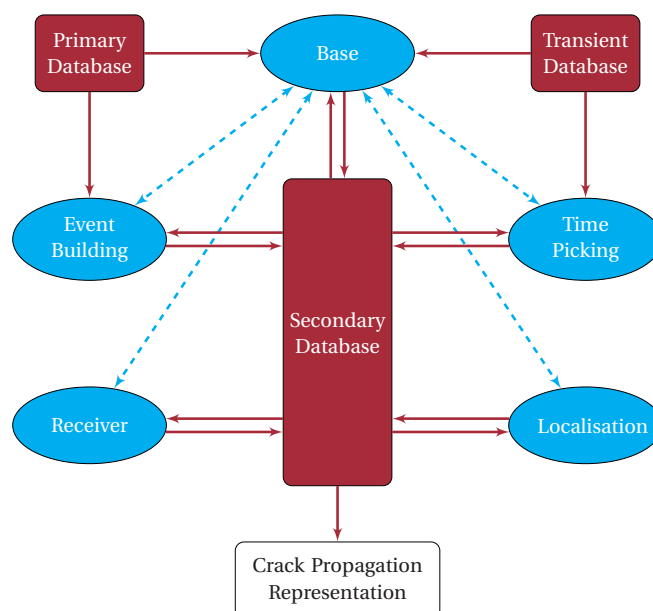 Primary
Database
Base
Transient
Database
Event
Building
Time
Picking
Secondary
Database
Receiver
Localisation
Crack Propagation
Representation